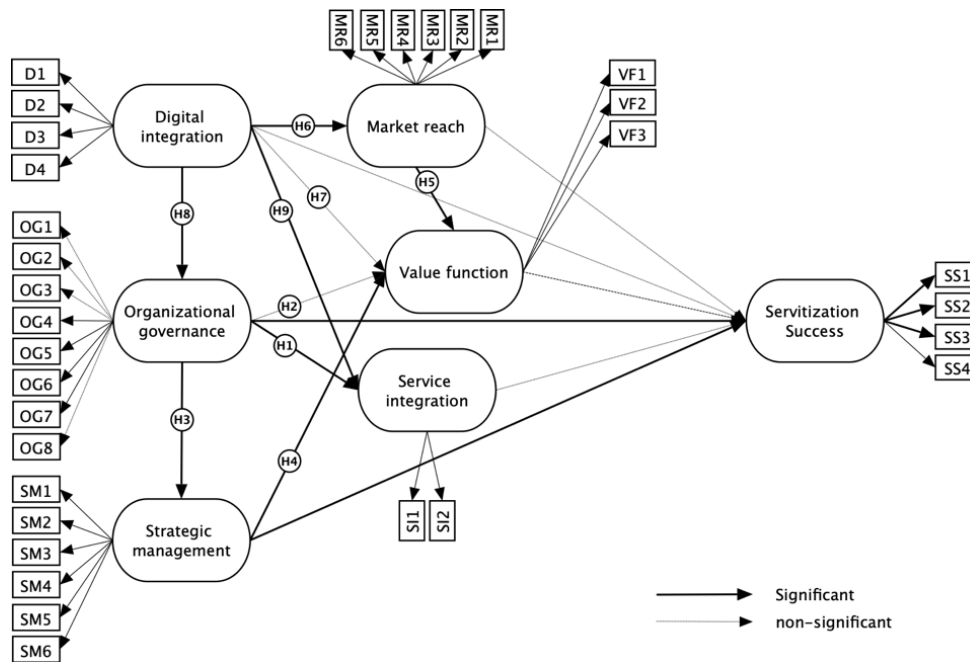 MR6
MR5
MR4
MR3
MR2
MR1
D1
D2
D3
D4
Digital
integration
H6
Market reach
VF1
VF2
VF3
H5
H7
H8
H9
OG1
OG2
OG3
OG4
OG5
OG6
OG7
OG8
Organizational
governance
H2
H1
Value function
Servitization
Success
SS1
SS2
SS3
SS4
Service
integration
H3
H4
SI1
SI2
SM1
SM2
SM3
SM4
SM5
SM6
Strategic
management
Significant
non-significant